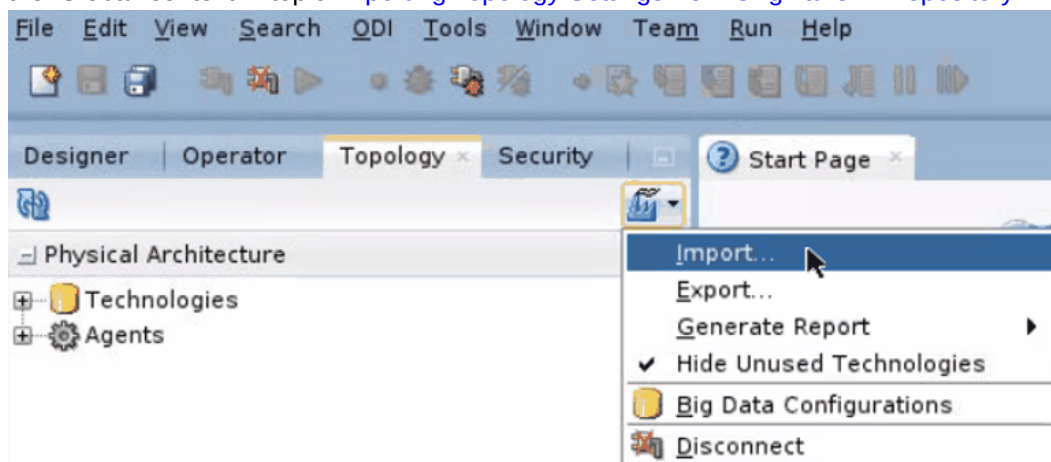 File Edit View Search ODI Tools Window Team Run Help
Designer Operator Topology Security Start Page
Physical Architecture
Technologies
Agents
Import...
Export...
Generate Report
Hide Unused Technologies
Big Data Configurations
Disconnect